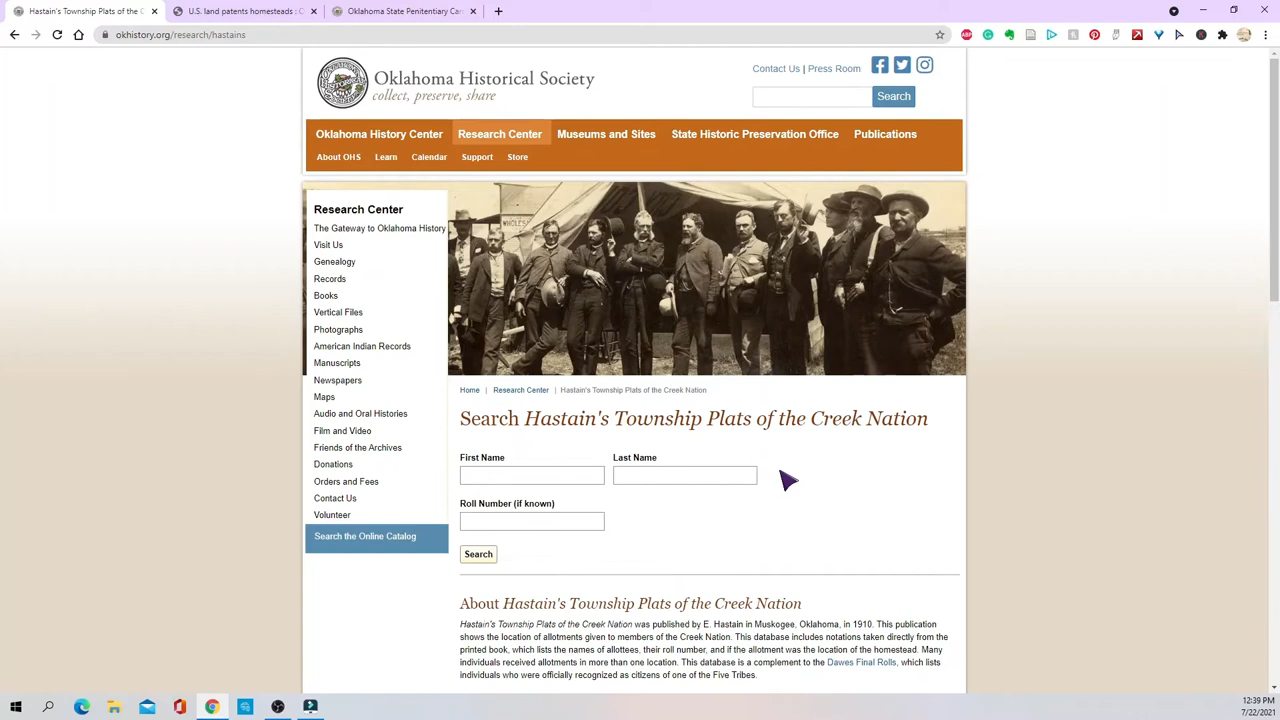 Hastain's Township Plats of the C
U.S. land patents homestead : C
Oklahoma Historical Society
okhistory.org/research/hastains
Oklahoma Historical Society
collect, preserve, share
Contact Us | Press Room
Search
Oklahoma History Center Research Center Museums and Sites State Historic Preservation Office Publications
About OHS Learn Calendar Support Store
Research Center
The Gateway to Oklahoma History
Visit Us
Genealogy
Records
Books
Vertical Files
Photographs
American Indian Records
Manuscripts
Newspapers
Maps
Audio and Oral Histories
Film and Video
Friends of the Archives
Donations
Orders and Fees
Contact Us
Volunteer
Search the Online Catalog
Home | Research Center | Hastain's Township Plats of the Creek Nation
Search Hastain's Township Plats of the Creek Nation
First Name Last Name
Roll Number (if known)
Search
About Hastain's Township Plats of the Creek Nation
Hastain's Township Plats of the Creek Nation was published by E. Hastain in Muskogee, Oklahoma, in 1910. This publication
shows the location of allotments given to members of the Creek Nation. This database includes notations taken directly from the
printed book, which lists the names of allottees, their roll number, and if the allotment was the location of the homestead. Many
individuals received allotments in more than one location. This database is a complement to the Dawes Final Rolls, which lists
individuals who were officially recognized as citizens of one of the Five Tribes.
12:39 PM
7/22/2021